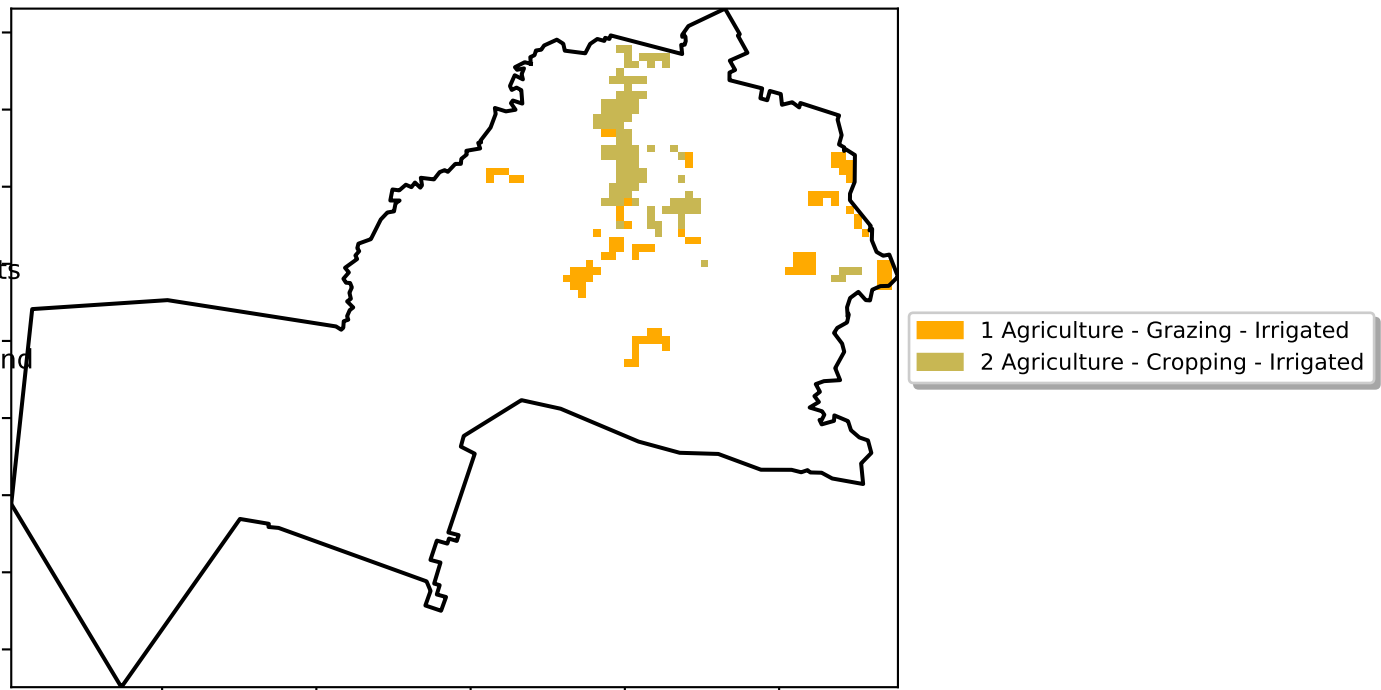 ts
nd
1 Agriculture - Grazing - Irrigated
2 Agriculture - Cropping - Irrigated